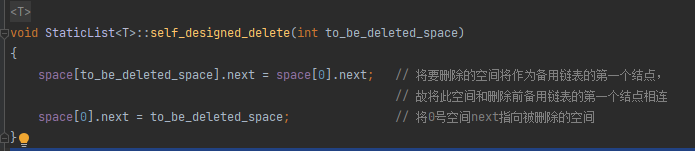 <T>
void StaticList<T>::self_designed_delete(int to_be_deleted_space)
{
space[to_be_deleted_space].next = space[0].next; // 将要删除的空间将作为备用链表的第一个结点，
// 故将此空间和删除前备用链表的第一个结点相连
space[0].next = to_be_deleted_space; // 将0号空间next指向被删除的空间
}